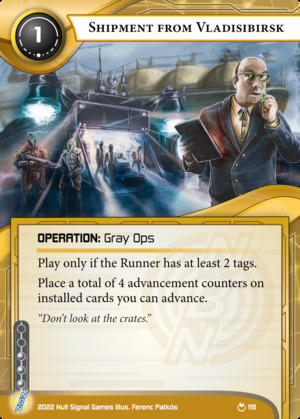 1
Shipment from Vladisibirsk
OPERATION: Gray Ops
Play only if the Runner has at least 2 tags.
Place a total of 4 advancement counters on
installed cards you can advance.
“Don’t look at the crates.”
NBN
2022 Null Signal Games Illus. Ferenc Patkós
119